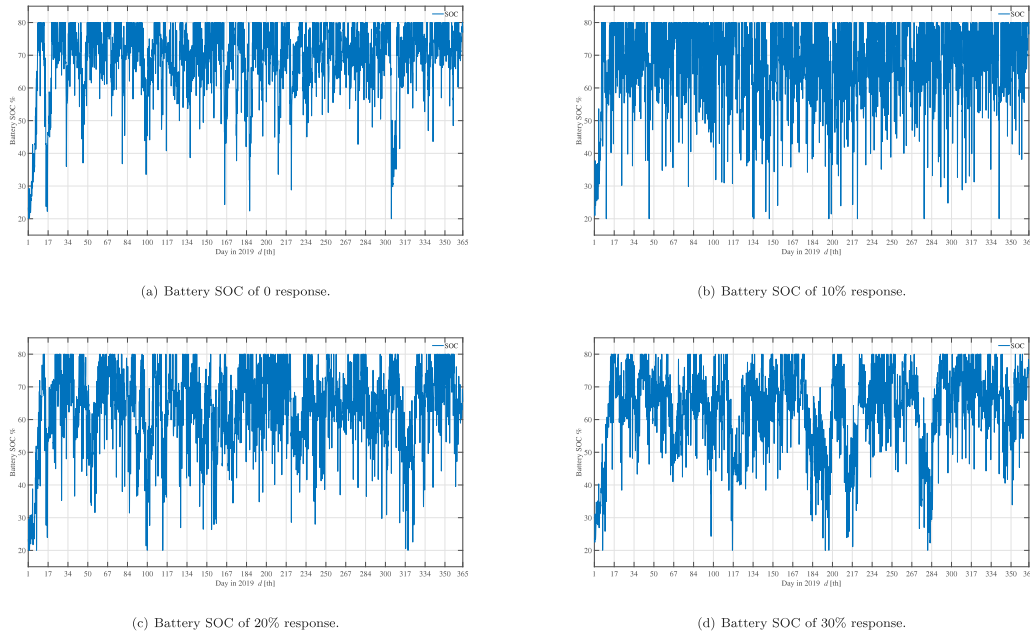 SOC
80
70
60
50
40
30
20
Battery SOC %
1 17 34 50 67 84 100 117 134 150 167 184 200 217 234 250 267 284 300 317 334 350 365
Day in 2019 d [th]
(a) Battery SOC of 0 response.
SOC
80
70
60
50
40
30
20
Battery SOC %
1 17 34 50 67 84 100 117 134 150 167 184 200 217 234 250 267 284 300 317 334 350 36
Day in 2019 d [th]
(b) Battery SOC of 10% response.
SOC
80
70
60
50
40
30
20
Battery SOC %
1 17 34 50 67 84 100 117 134 150 167 184 200 217 234 250 267 284 300 317 334 350 365
Day in 2019 d [th]
(c) Battery SOC of 20% response.
SOC
80
70
60
50
40
30
20
Battery SOC %
1 17 34 50 67 84 100 117 134 150 167 184 200 217 234 250 267 284 300 317 334 350 36
Day in 2019 d [th]
(d) Battery SOC of 30% response.